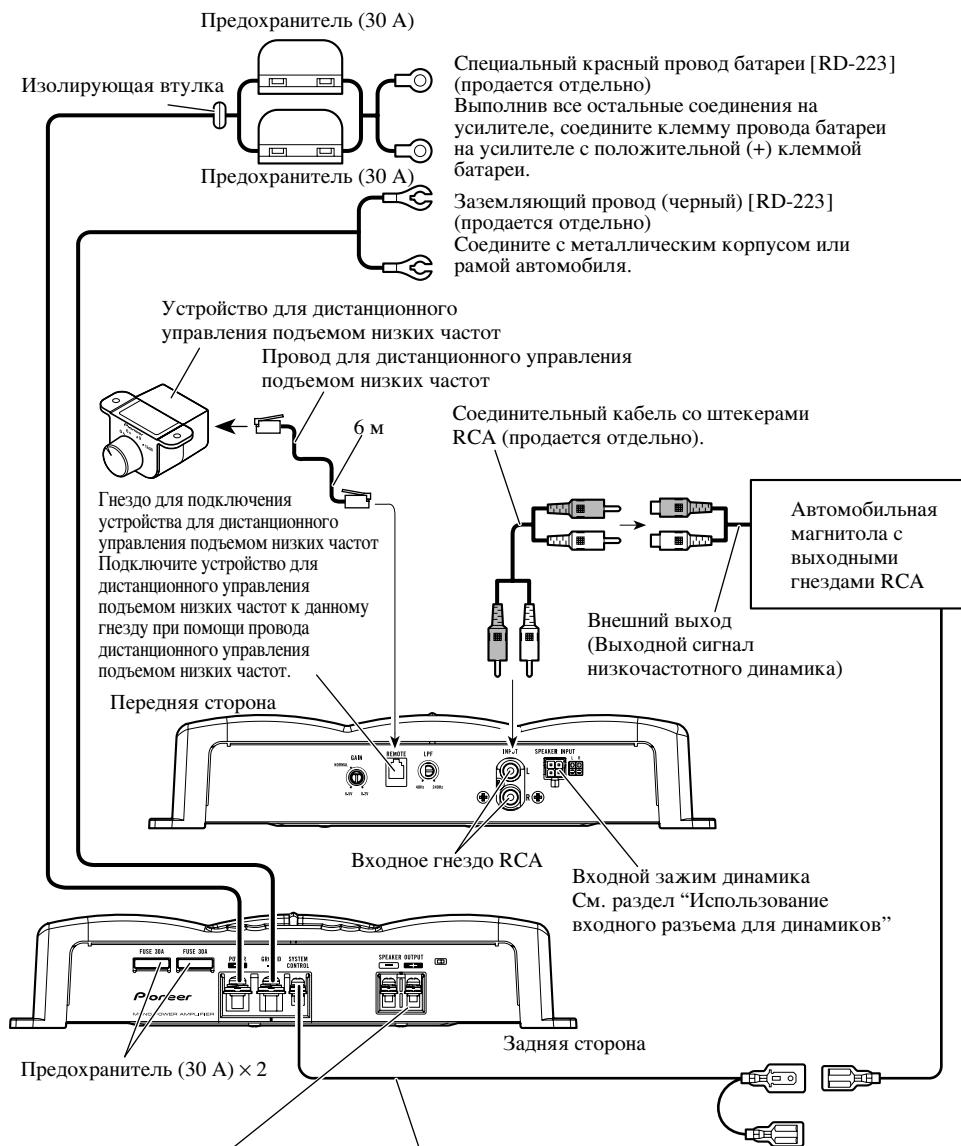 Предохранитель (30 А)
Изолирующая втулка
Предохранитель (30 А)
Специальный красный провод батареи [RD-223]
(продается отдельно)
Выполнив все остальные соединения на
усилителе, соедините клемму провода батареи
на усилителе с положительной (+) клеммой
батареи.
Заземляющий провод (черный) [RD-223]
(продается отдельно)
Соедините с металлическим корпусом или
рамой автомобиля.
Устройство для дистанционного
управления подъемом низких частот
Провод для дистанционного управления
подъемом низких частот
6 м
Соединительный кабель со штекерами
RCA (продается отдельно).
Гнездо для подключения
устройства для дистанционного
управления подъемом низких частот
Подключите устройство для
дистанционного управления
подъемом низких частот к данному
гнезду при помощи провода
дистанционного управления
подъемом низких частот.
Автомобильная
магнитола с
выходными
гнездами RCA
Внешний выход
(Выходной сигнал
низкочастотного динамика)
Передняя сторона
GAIN
NORMAL
REMOTE
LPF
40Hz 240Hz
INPUT
L
R
SPEAKER INPUT
L R
Входное гнездо RCA
Входной зажим динамика
См. раздел “Использование
входного разъема для динамиков”
FUSE 30A FUSE 30A
POWER
GROUND
SYSTEM
CONTROL
SPEAKER OUTPUT
Pioneer
MONO POWER AMPLIFIER
Задняя сторона
Предохранитель (30 А) × 2